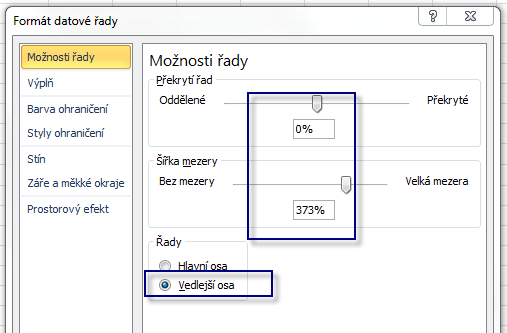 Formát datové řady
Možnosti řady
Výplň
Barva ohraničení
Styly ohraničení
Stín
Záře a měkké okraje
Prostorový efekt
Možnosti řady
Překrytí řad
Oddělené Překryté
0%
Šířka mezery
Bez mezery Velká mezera
373%
Řady
Hlavní osa
Vedlejší osa